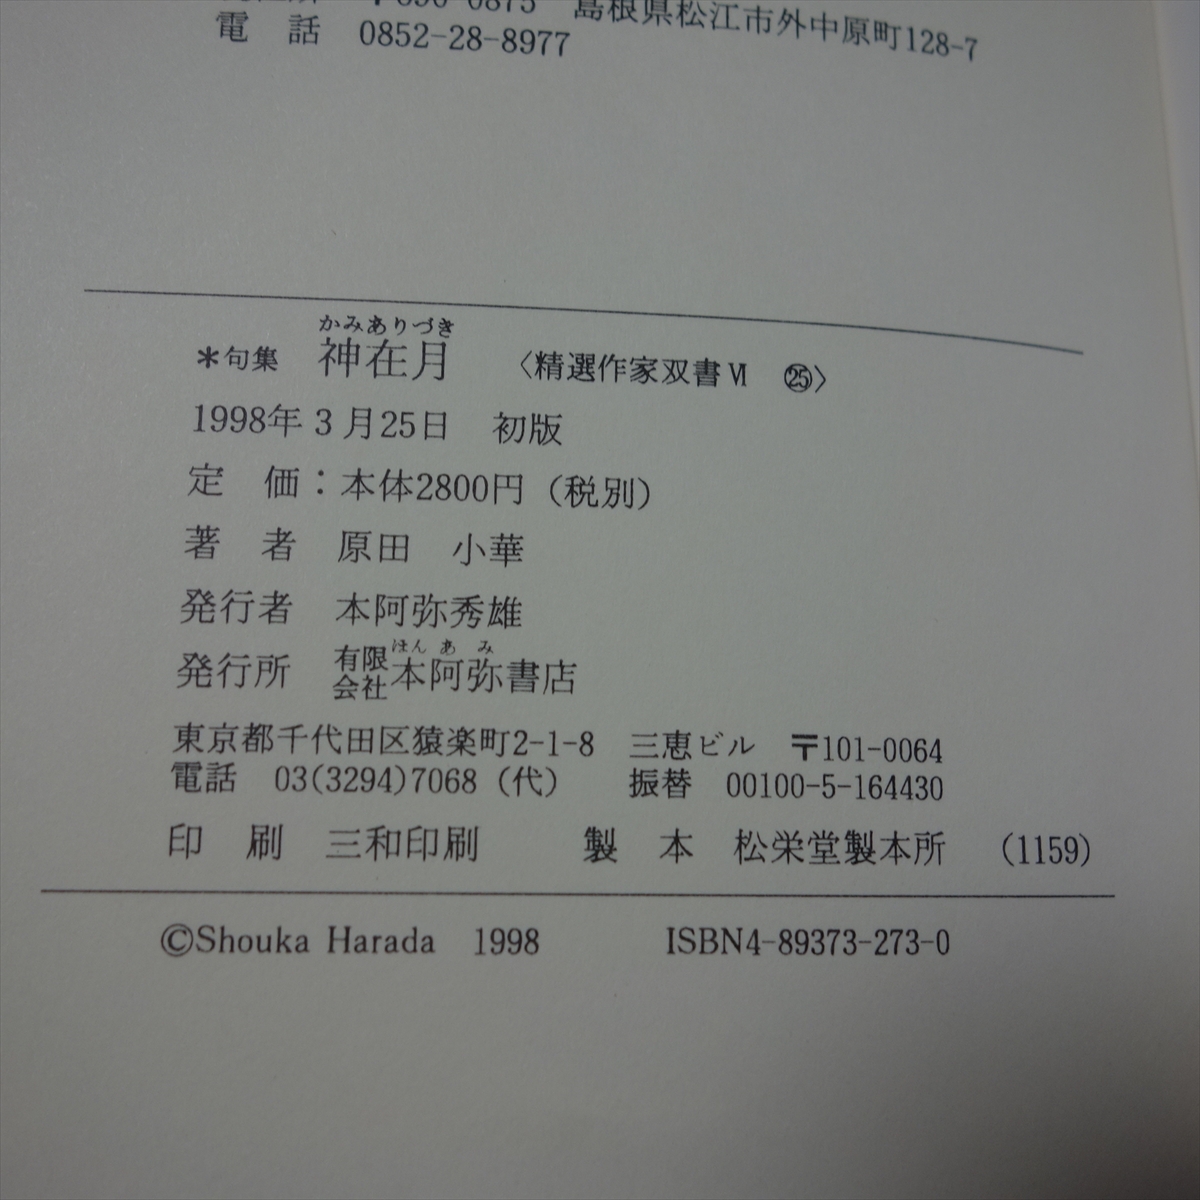 島根県松江市外中原町128-7
電　話　0852-28-8977
かみありづき
＊句集　神在月　〈精選作家双書Ⅵ　㉕〉
1998年３月25日　初版
定　価：本体2800円（税別）
著　者　原田　小華
発行者　本阿弥秀雄
ほんあみ
発行所　有限会社本阿弥書店
東京都千代田区猿楽町2-1-8　三恵ビル　〒101-0064
電話　03(3294)7068（代）　振替　00100-5-164430
印　刷　三和印刷　製　本　松栄堂製本所　（1159）
©Shouka Harada　1998　ISBN4-89373-273-0